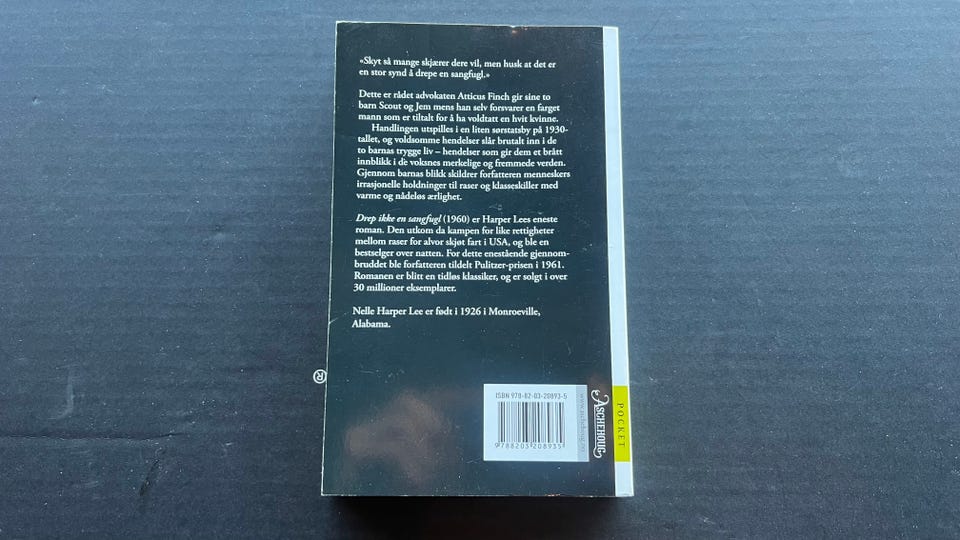 «Skyt så mange skjærer dere vil, men husk at det er
en stor synd å drepe en sangfugl.»
Dette er rådet advokaten Atticus Finch gir sine to
barn Scout og Jem mens han selv forsvarer en farget
mann som er tiltalt for å ha voldtatt en hvit kvinne.
Handlingen utspilles i en liten sørstatsby på 1930-
tallet, og voldsomme hendelser slår brutalt inn i de
to barnas trygge liv – hendelser som gir dem et brått
innblikk i de voksnes merkelige og fremmede verden.
Gjennom barnas blikk skildrer forfatteren menneskers
irrasjonelle holdninger til raser og klasseskiller med
varme og nådeløs ærlighet.
Drep ikke en sangfugl (1960) er Harper Lees eneste
roman. Den utkom da kampen for like rettigheter
mellom raser for alvor skjøt fart i USA, og ble en
bestselger over natten. For dette enestående gjennom-
bruddet ble forfatteren tildelt Pulitzer-prisen i 1961.
Romanen er blitt en tidløs klassiker, og er solgt i over
30 millioner eksemplarer.
Nelle Harper Lee er født i 1926 i Monroeville,
Alabama.
®
ISBN 978-82-03-20893-5
9 788203 208935
www.aschehoug.no
ASCHEHOUG
POCKET